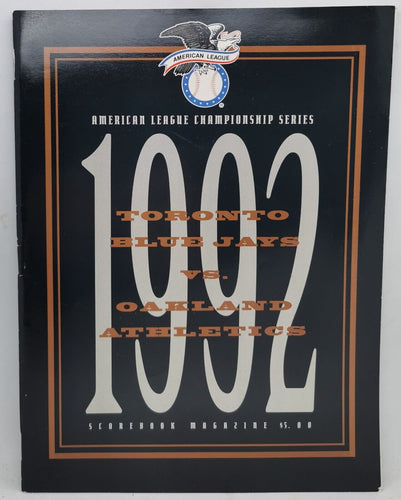 AMERICAN LEAGUE
®
AMERICAN LEAGUE CHAMPIONSHIP SERIES
1992
TORONTO
BLUE JAYS
VS.
OAKLAND
ATHLETICS
SCOREBOOK MAGAZINE $5.00